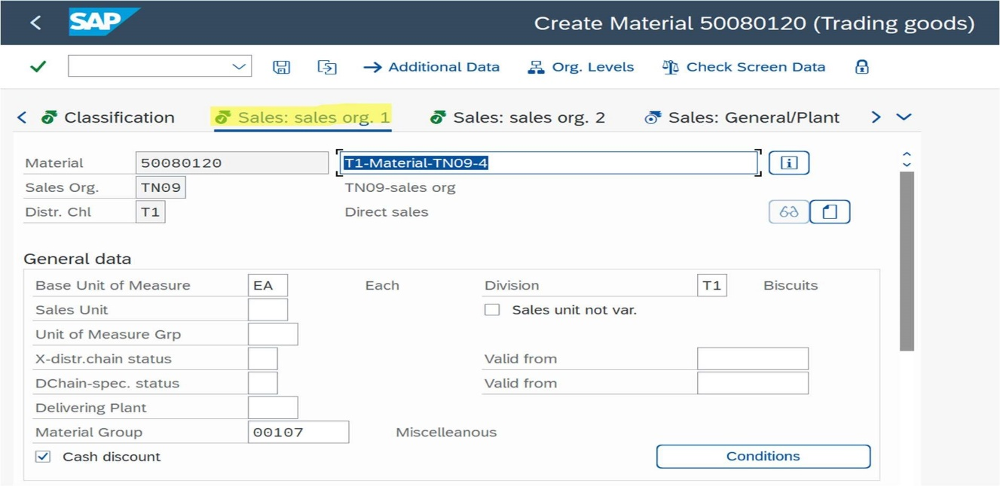 SAP Create Material 50080120 (Trading goods)
Additional Data Org. Levels Check Screen Data
Classification Sales: sales org. 1 Sales: sales org. 2 Sales: General/Plant
Material 50080120 T1-Material-TN09-4
Sales Org. TN09 TN09-sales org
Distr. Chl T1 Direct sales
General data
Base Unit of Measure EA Each Division T1 Biscuits
Sales Unit Sales unit not var.
Unit of Measure Grp
X-distr.chain status Valid from
DChain-spec. status Valid from
Delivering Plant
Material Group 00107 Miscelleanous
Cash discount Conditions